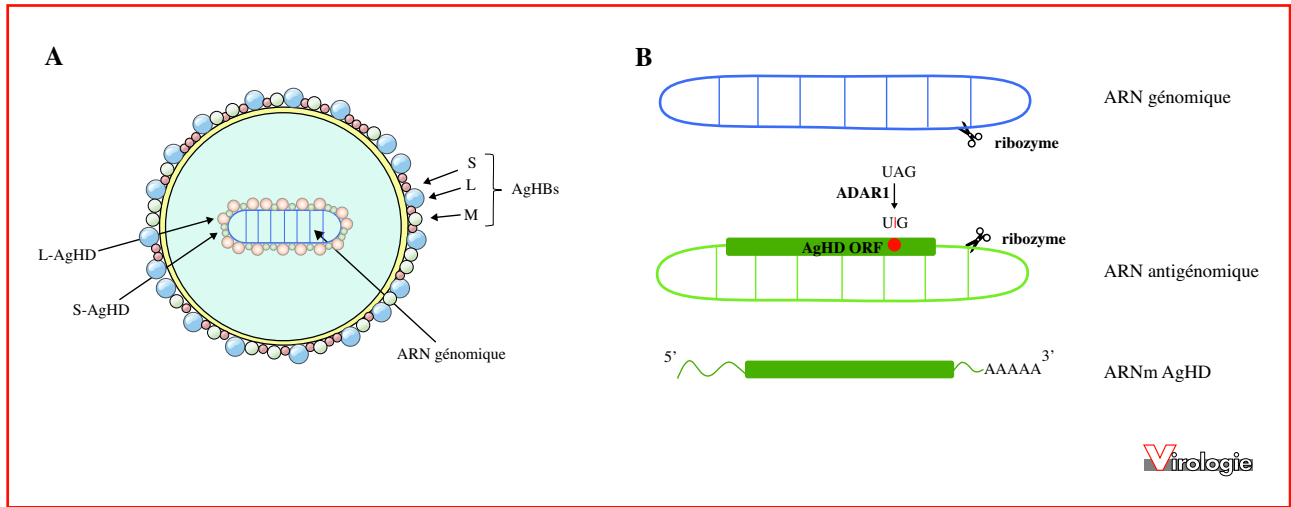 A
S
L
M
AgHBs
L-AgHD
S-AgHD
ARN génomique
B
ARN génomique
ribozyme
UAG
ADAR1
UIG
AgHD ORF
ribozyme
ARN antigénomique
5’
AAAAA 3’
ARNm AgHD
Virologie